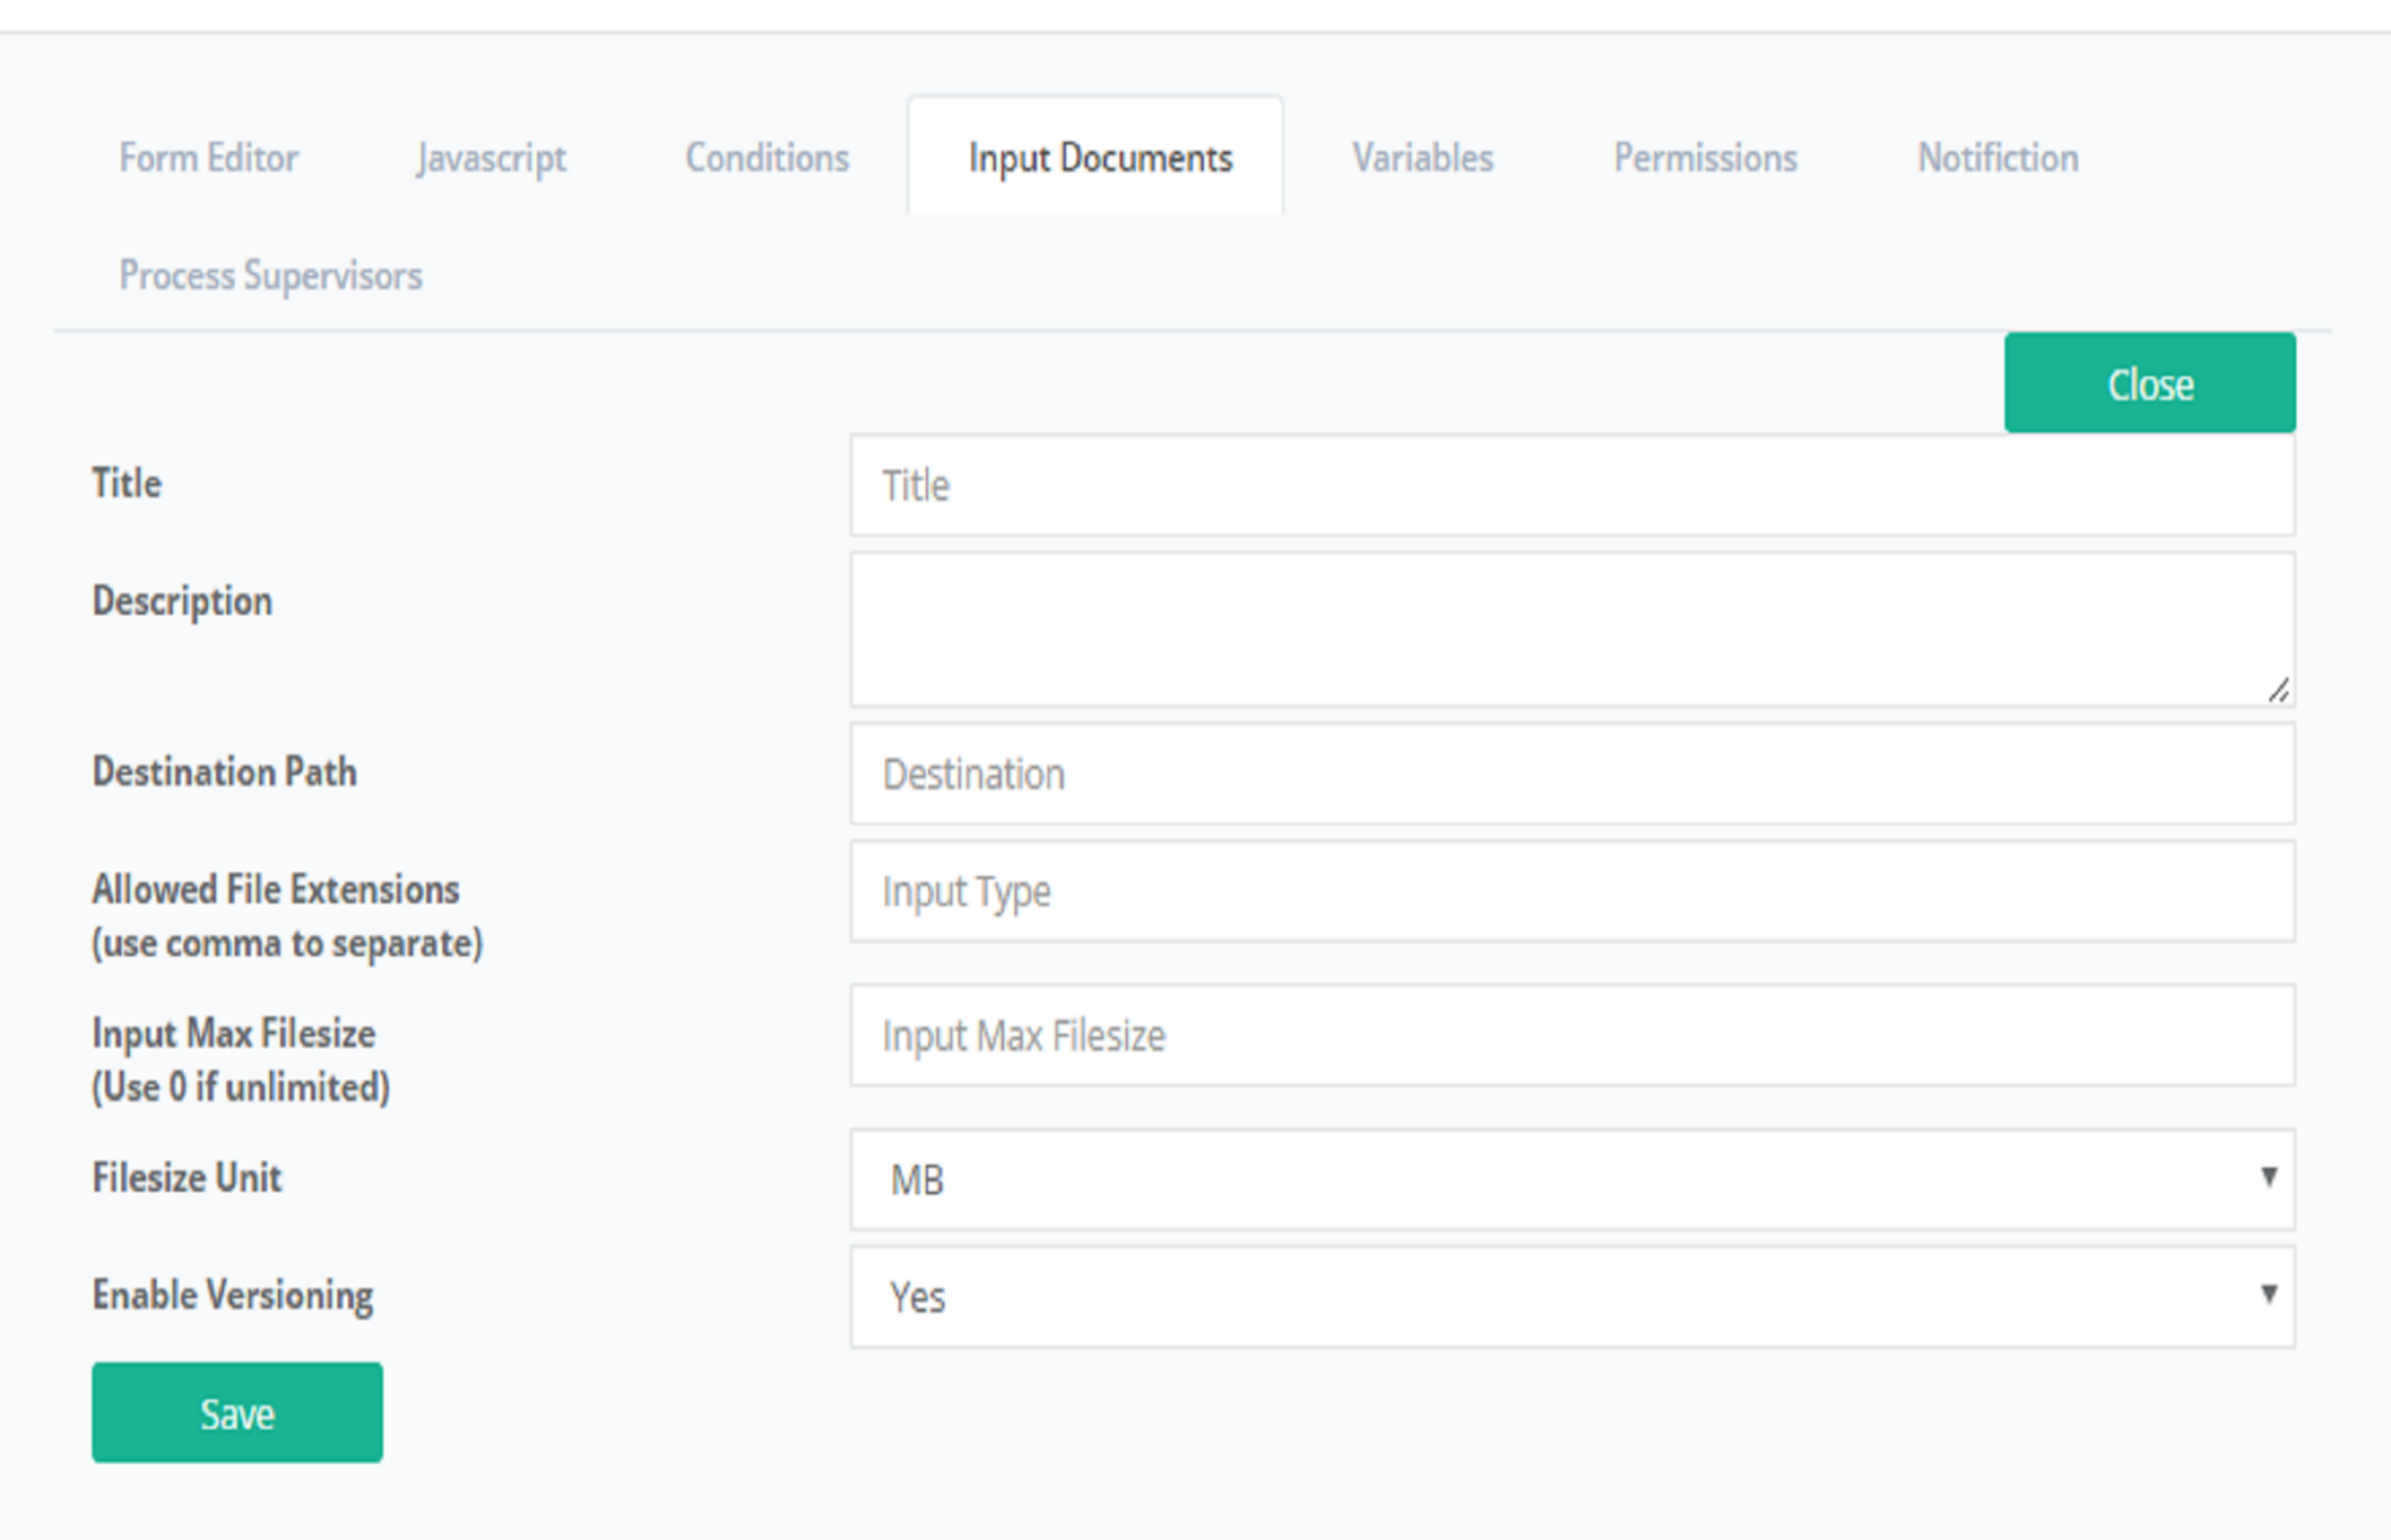 Form Editor Javascript Conditions Input Documents Variables Permissions Notifiction
Process Supervisors
Close
Title Title
Description
Destination Path Destination
Allowed File Extensions Input Type
(use comma to separate)
Input Max Filesize Input Max Filesize
(Use 0 if unlimited)
Filesize Unit MB
Enable Versioning Yes
Save